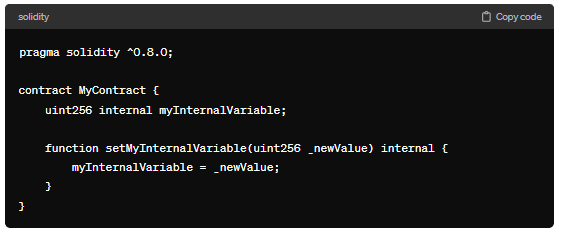 solidity
Copy code
pragma solidity ^0.8.0;
contract MyContract {
    uint256 internal myInternalVariable;
    function setMyInternalVariable(uint256 _newValue) internal {
        myInternalVariable = _newValue;
    }
}